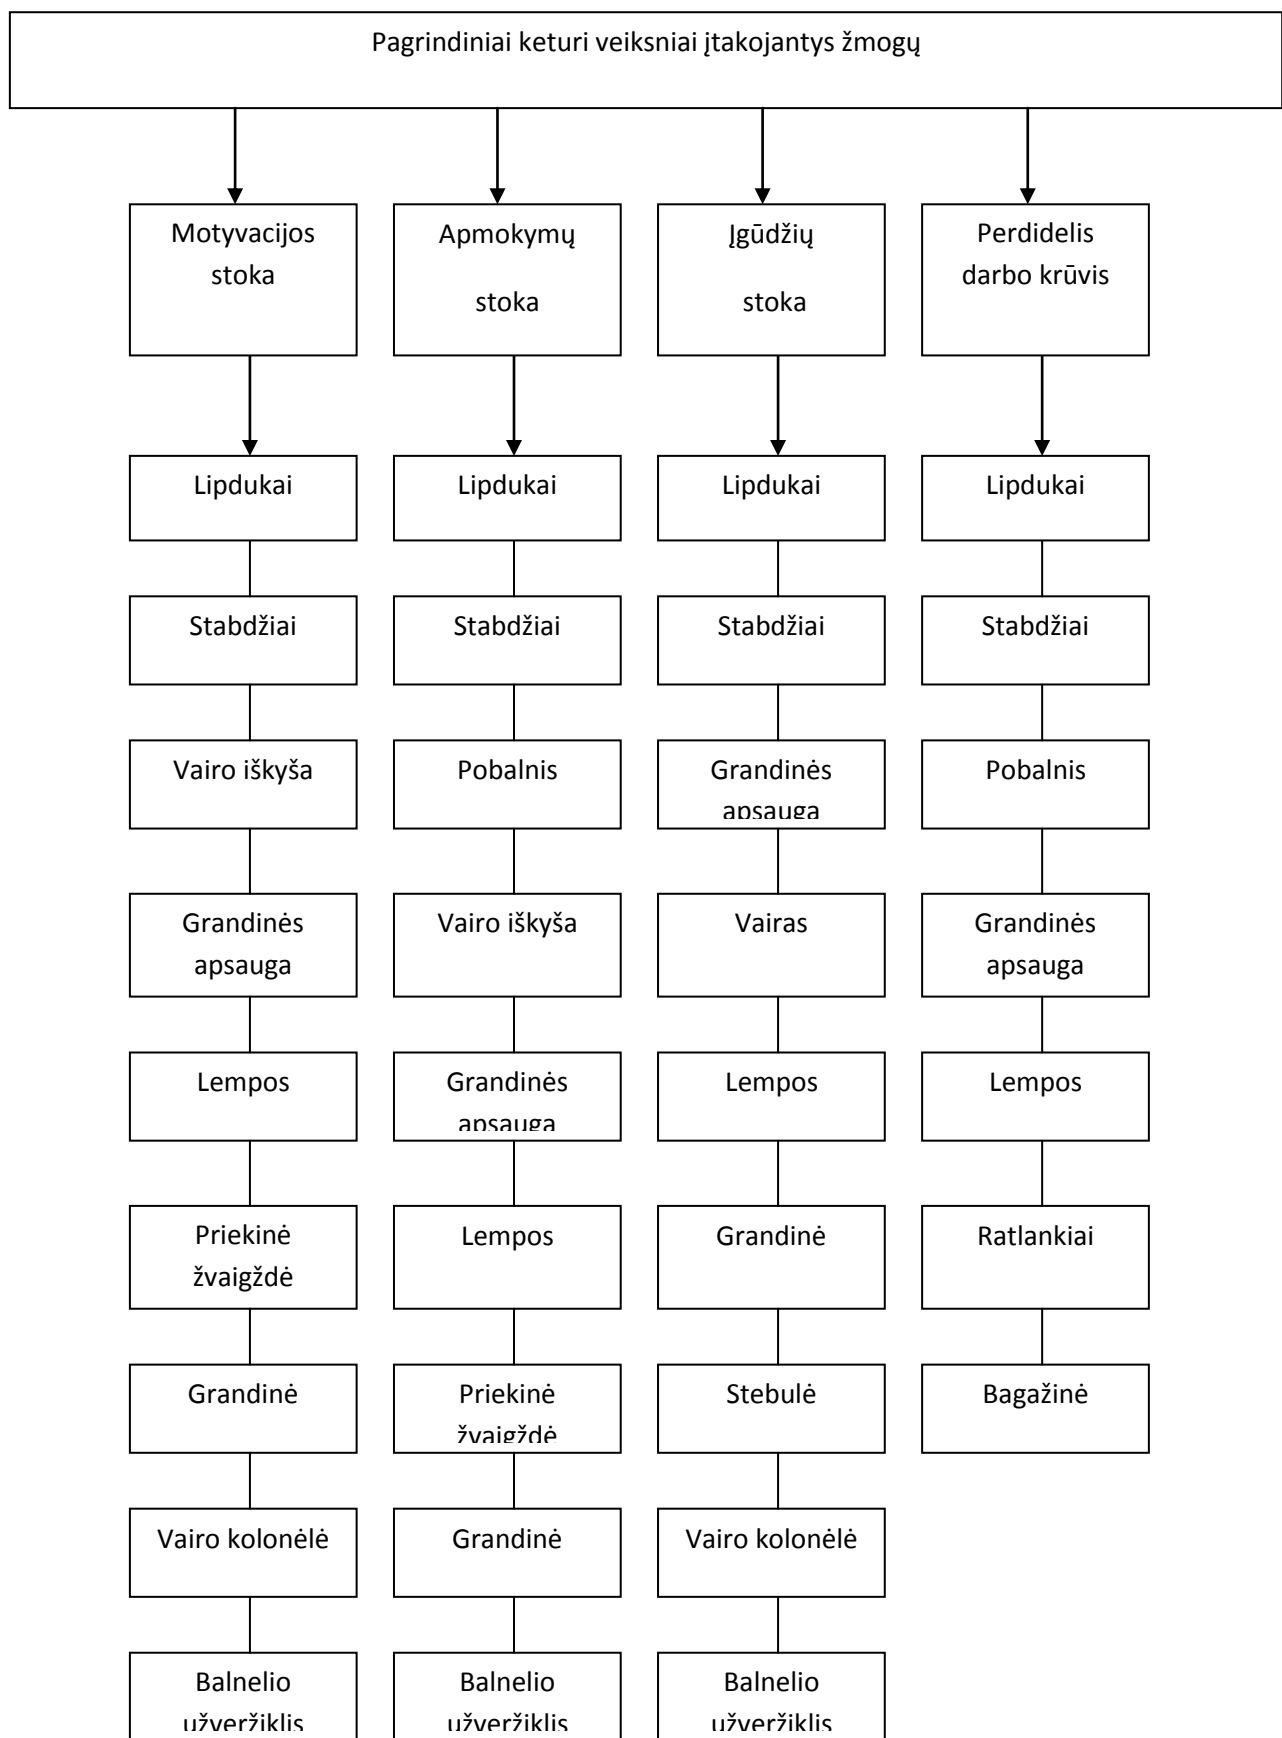 Pagrindiniai keturi veiksniai įtakojantys žmogų
Motyvacijos
stoka
Apmokymų
stoka
Įgūdžių
stoka
Perdidelis
darbo krūvis
Lipdukai
Lipdukai
Lipdukai
Lipdukai
Stabdžiai
Stabdžiai
Stabdžiai
Stabdžiai
Vairo iškyša
Pobalnis
Grandinės
apsauga
Pobalnis
Grandinės
apsauga
Vairo iškyša
Vairas
Grandinės
apsauga
Lempos
Grandinės
apsauga
Lempos
Lempos
Priekinė
žvaigždė
Lempos
Grandinė
Ratlankiai
Grandinė
Priekinė
žvaigždė
Stebulė
Bagažinė
Vairo kolonėlė
Grandinė
Vairo kolonėlė
Balnelio
užveržiklis
Balnelio
užveržiklis
Balnelio
užveržiklis